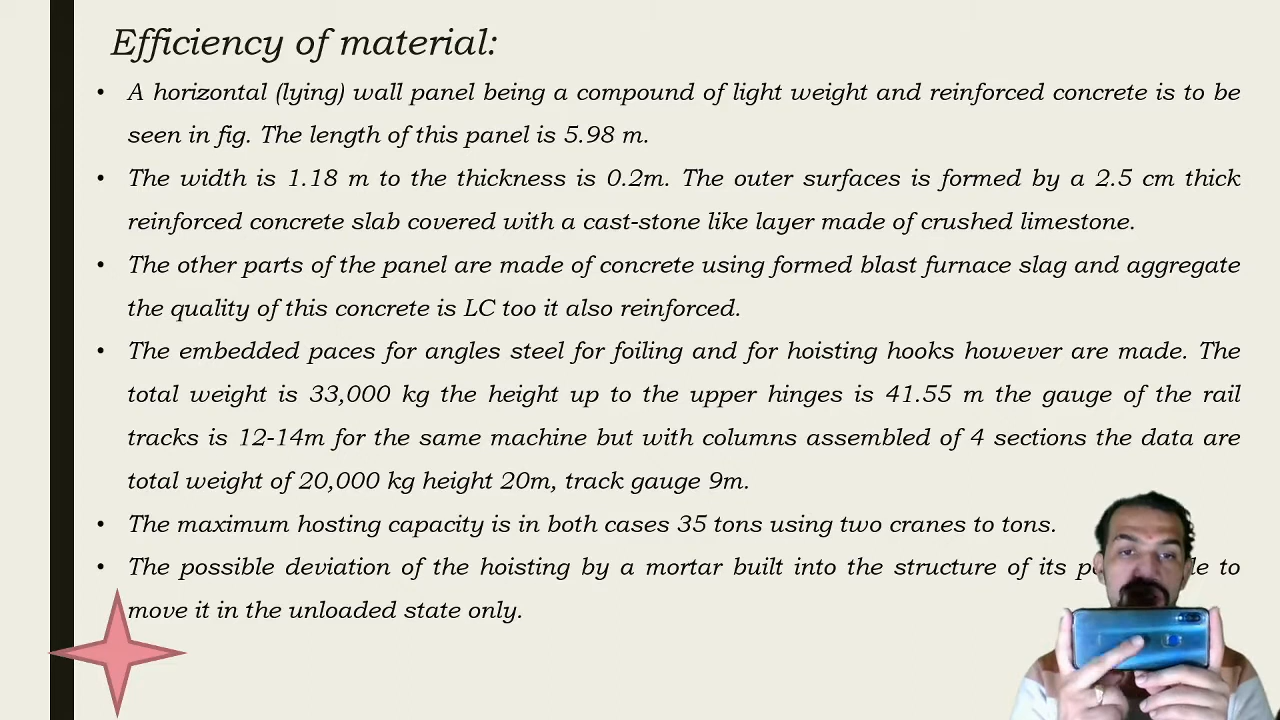 Efficiency of material:
• A horizontal (lying) wall panel being a compound of light weight and reinforced concrete is to be
seen in fig. The length of this panel is 5.98 m.
• The width is 1.18 m to the thickness is 0.2m. The outer surfaces is formed by a 2.5 cm thick
reinforced concrete slab covered with a cast-stone like layer made of crushed limestone.
• The other parts of the panel are made of concrete using formed blast furnace slag and aggregate
the quality of this concrete is LC too it also reinforced.
• The embedded paces for angles steel for foiling and for hoisting hooks however are made. The
total weight is 33,000 kg the height up to the upper hinges is 41.55 m the gauge of the rail
tracks is 12-14m for the same machine but with columns assembled of 4 sections the data are
total weight of 20,000 kg height 20m, track gauge 9m.
• The maximum hosting capacity is in both cases 35 tons using two cranes to tons.
• The possible deviation of the hoisting by a mortar built into the structure of its to
move it in the unloaded state only.